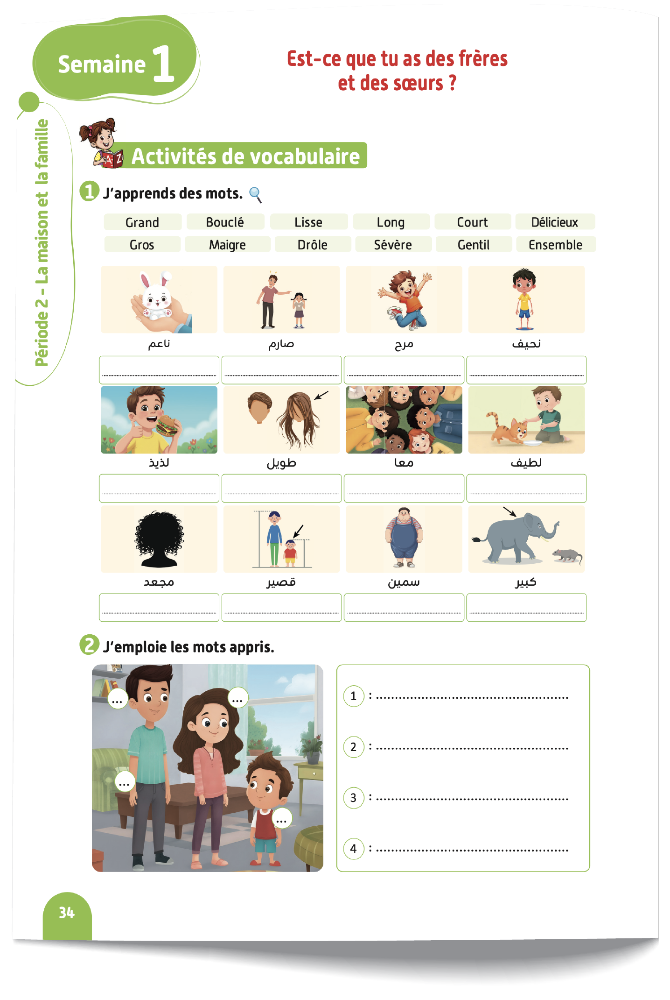 Semaine 1
Est-ce que tu as des frères
et des sœurs ?
Période 2 - La maison et la famille
A Z
Activités de vocabulaire
1 J'apprends des mots.
Grand Bouclé Lisse Long Court Délicieux
Gros Maigre Drôle Sévère Gentil Ensemble
ناعم صارم مرح نحيف
لذيذ طويل معا لطيف
مجعد قصير سمين كبير
2 J'emploie les mots appris.
...
...
...
...
1 : ..................................................
2 : ..................................................
3 : ..................................................
4 : ..................................................
34